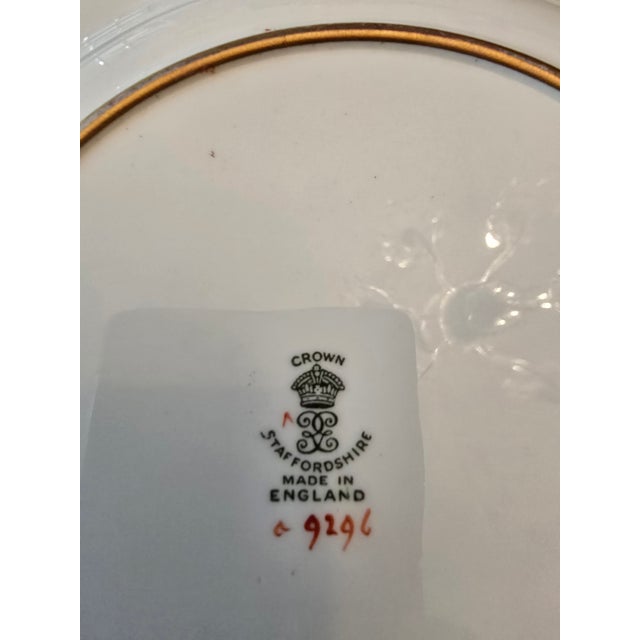 CROWN
STAFFORDSHIRE
MADE IN
ENGLAND
a 9296